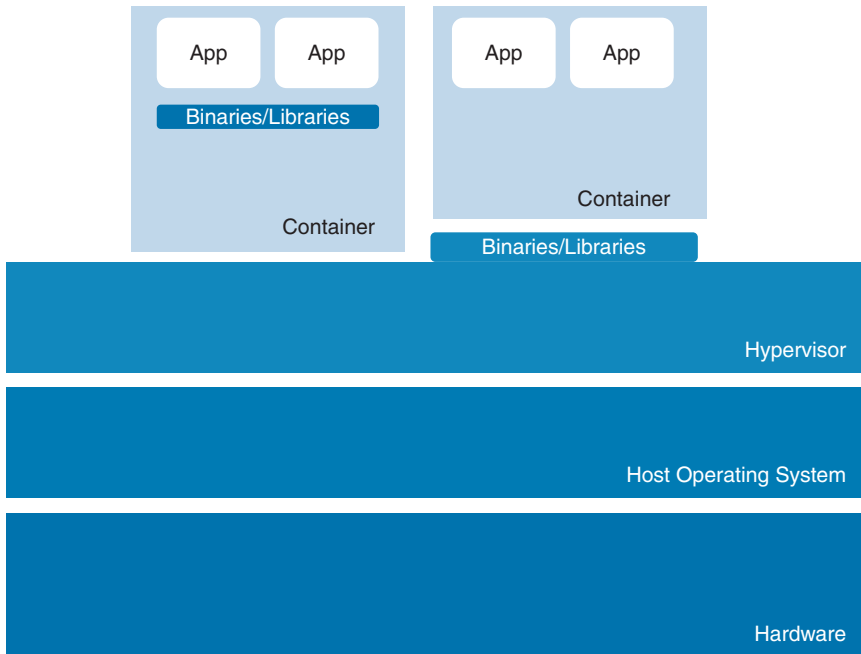 App
App
Binaries/Libraries
Container
App
App
Container
Binaries/Libraries
Hypervisor
Host Operating System
Hardware